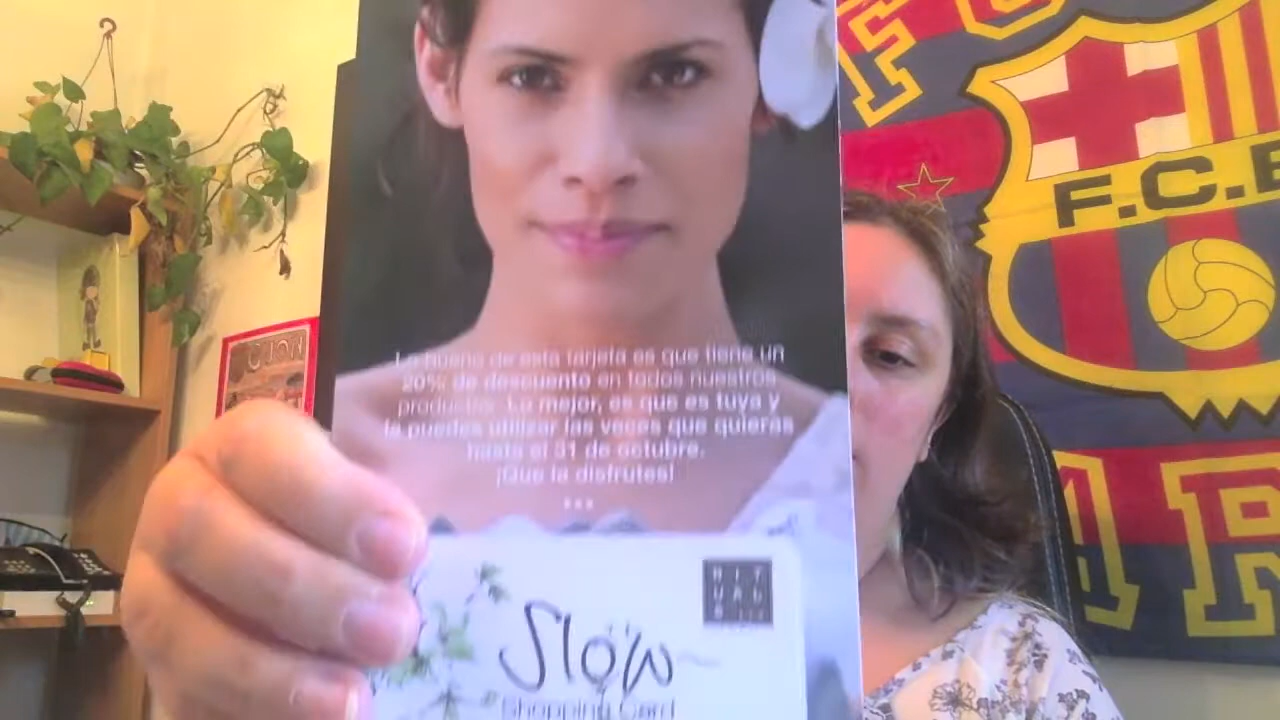 Lo bueno de esta tarjeta es que tiene un
20% de descuento en todos nuestros
productos. Lo mejor, es que es tuya y
la puedes utilizar las veces que quieras
hasta el 31 de octubre.
¡Que la disfrutes!
•••
RIT
UAL
S
Slow
Shopping Card
F.C.B